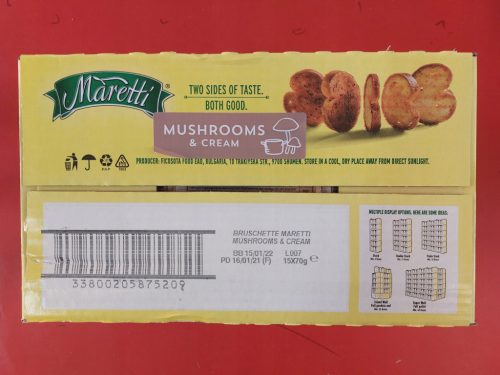 Maretti®
TWO SIDES OF TASTE.
BOTH GOOD.
MUSHROOMS
& CREAM
PRODUCER: FICOSOTA FOOD EAD, BULGARIA, 10 TRAKIYSKA STR., 9700 SHUMEN. STORE IN A COOL, DRY PLACE AWAY FROM DIRECT SUNLIGHT.
BRUSCHETTE MARETTI
MUSHROOMS & CREAM
BB 15/01/22 L007
PD 16/01/21 (F) 15X70g ℮
33800205875209
MULTIPLE DISPLAY OPTIONS. HERE ARE SOME IDEAS: